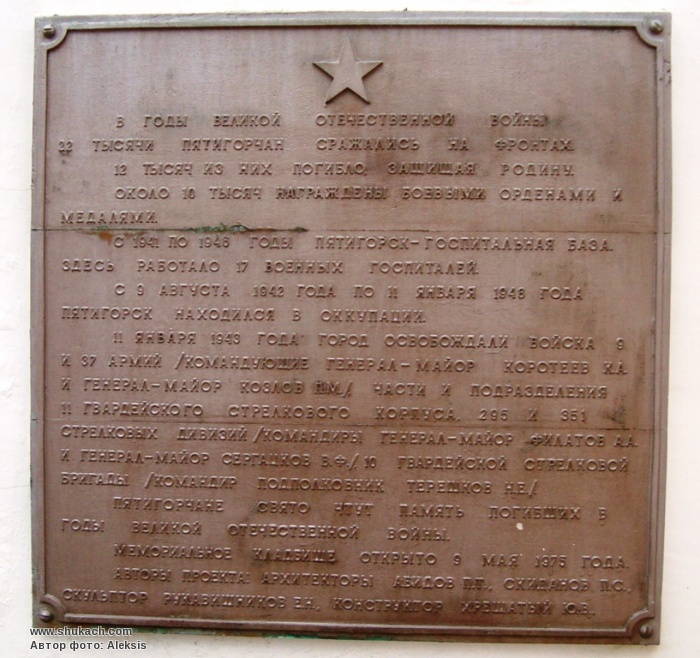 В ГОДЫ ВЕЛИКОЙ ОТЕЧЕСТВЕННОЙ ВОЙНЫ
22 ТЫСЯЧИ ПЯТИГОРЧАН СРАЖАЛИСЬ НА ФРОНТАХ.
12 ТЫСЯЧ ИЗ НИХ ПОГИБЛО, ЗАЩИЩАЯ РОДИНУ.
ОКОЛО 10 ТЫСЯЧ НАГРАЖДЕНЫ БОЕВЫМИ ОРДЕНАМИ И
МЕДАЛЯМИ.
С 1941 ПО 1946 ГОДЫ ПЯТИГОРСК-ГОСПИТАЛЬНАЯ БАЗА.
ЗДЕСЬ РАБОТАЛО 17 ВОЕННЫХ ГОСПИТАЛЕЙ.
С 9 АВГУСТА 1942 ГОДА ПО 11 ЯНВАРЯ 1943 ГОДА
ПЯТИГОРСК НАХОДИЛСЯ В ОККУПАЦИИ.
11 ЯНВАРЯ 1943 ГОДА ГОРОД ОСВОБОЖДАЛИ ВОЙСКА 9
И 37 АРМИЙ /КОМАНДУЮЩИЕ ГЕНЕРАЛ-МАЙОР КОРОТЕЕВ К.А.
И ГЕНЕРАЛ-МАЙОР КОЗЛОВ П.М./ ЧАСТИ И ПОДРАЗДЕЛЕНИЯ
11 ГВАРДЕЙСКОГО СТРЕЛКОВОГО КОРПУСА, 295 И 351
СТРЕЛКОВЫХ ДИВИЗИЙ /КОМАНДИРЫ ГЕНЕРАЛ-МАЙОР ФИЛАТОВ А.А.
И ГЕНЕРАЛ-МАЙОР СЕРГАЦКОВ В.Ф./, 10 ГВАРДЕЙСКОЙ СТРЕЛКОВОЙ
БРИГАДЫ /КОМАНДИР ПОДПОЛКОВНИК ТЕРЕШКОВ Н.Е./
ПЯТИГОРЧАНЕ СВЯТО ЧТУТ ПАМЯТЬ ПОГИБШИХ В
ГОДЫ ВЕЛИКОЙ ОТЕЧЕСТВЕННОЙ ВОЙНЫ.
МЕМОРИАЛЬНОЕ КЛАДБИЩЕ ОТКРЫТО 9 МАЯ 1975 ГОДА.
АВТОРЫ ПРОЕКТА: АРХИТЕКТОРЫ АБИДОВ П.П., СКИДАНОВ П.С.,
СКУЛЬПТОР РУКАВИШНИКОВ Е.Н., КОНСТРУКТОР ХРЕЩАТЫЙ Ю.В.
www.shukach.com
Автор фото: Aleksis